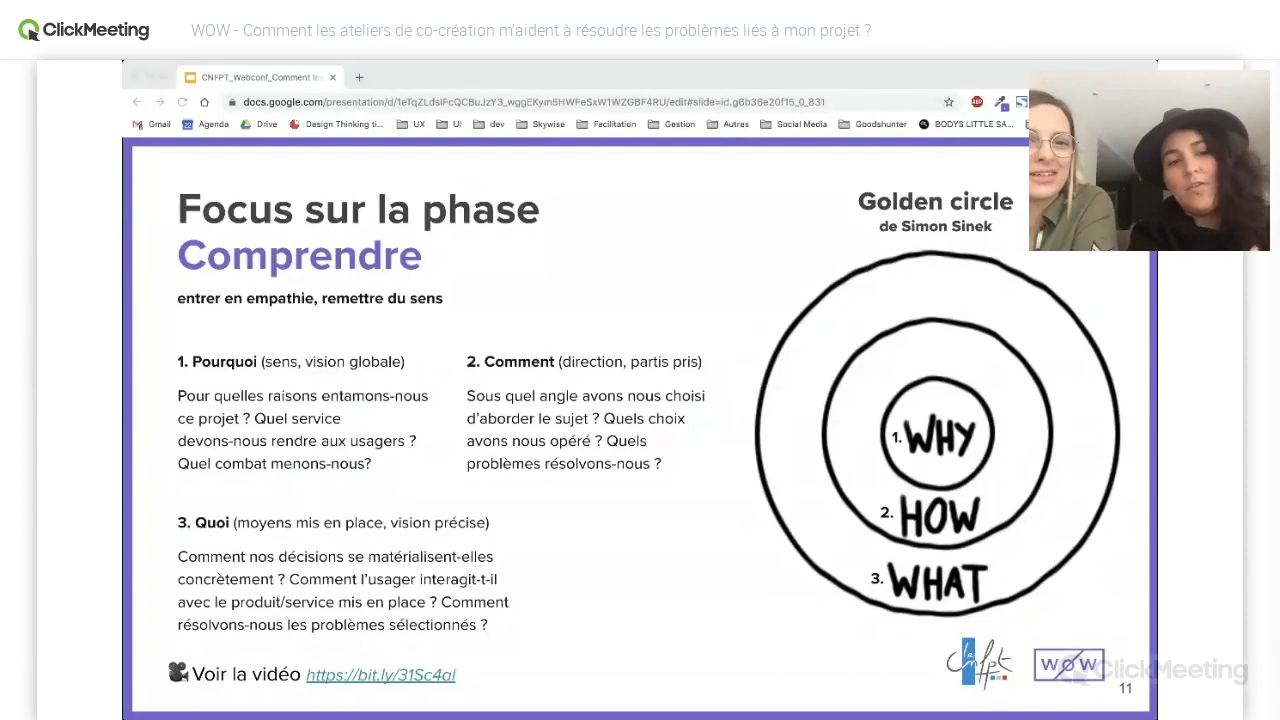 ClickMeeting
WOW - Comment les ateliers de co-création m'aident à résoudre les problèmes liés à mon projet ?
CNFPT_Webconf_Comment le
docs.google.com/presentation/d/1eTqZLdsIFcQCBuJzY3_wggEKym5HWFeSxW1WZGBF4RU/edit#slide=id.g6b36e20f15_0_831
Gmail
Agenda
Drive
Design Thinking ti...
UX
UI
dev
Skywise
Facilitation
Gestion
Autres
Social Media
Goodshunter
BODYS LITTLE SA...
Focus sur la phase
Comprendre
entrer en empathie, remettre du sens
1. Pourquoi (sens, vision globale)
Pour quelles raisons entamons-nous
ce projet ? Quel service
devons-nous rendre aux usagers ?
Quel combat menons-nous?
2. Comment (direction, partis pris)
Sous quel angle avons nous choisi
d'aborder le sujet ? Quels choix
avons nous opéré ? Quels
problèmes résolvons-nous ?
3. Quoi (moyens mis en place, vision précise)
Comment nos décisions se matérialisent-elles
concrètement ? Comment l'usager interagit-t-il
avec le produit/service mis en place ? Comment
résolvons-nous les problèmes sélectionnés ?
Voir la vidéo https://bit.ly/31Sc4al
Golden circle
de Simon Sinek
1. WHY
2. HOW
3. WHAT
le cnfpt
WOW
ClickMeeting
11